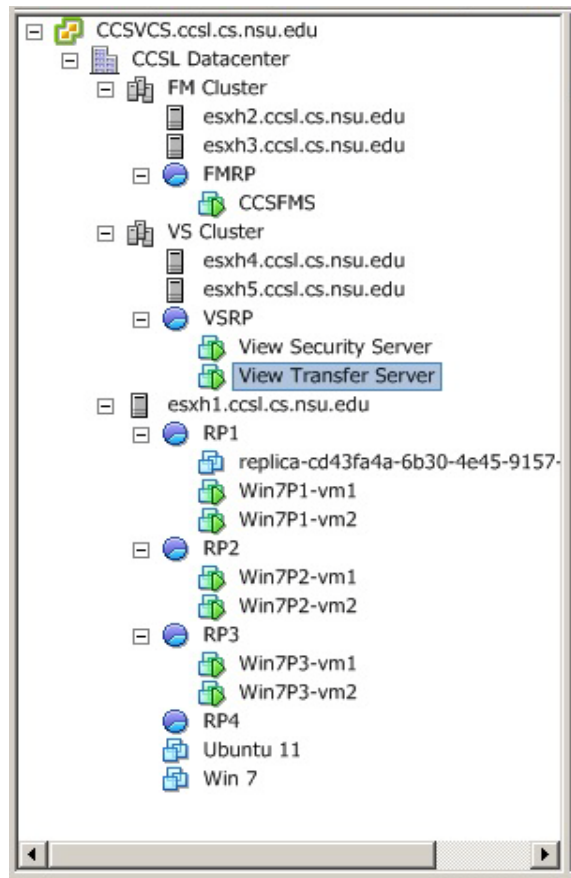 CCSVCS.ccsl.cs.nsu.edu
CCSL Datacenter
FM Cluster
esxh2.ccsl.cs.nsu.edu
esxh3.ccsl.cs.nsu.edu
FMRP
CCSFMS
VS Cluster
esxh4.ccsl.cs.nsu.edu
esxh5.ccsl.cs.nsu.edu
VSRP
View Security Server
View Transfer Server
esxh1.ccsl.cs.nsu.edu
RP1
replica-cd43fa4a-6b30-4e45-9157-
Win7P1-vm1
Win7P1-vm2
RP2
Win7P2-vm1
Win7P2-vm2
RP3
Win7P3-vm1
Win7P3-vm2
RP4
Ubuntu 11
Win 7